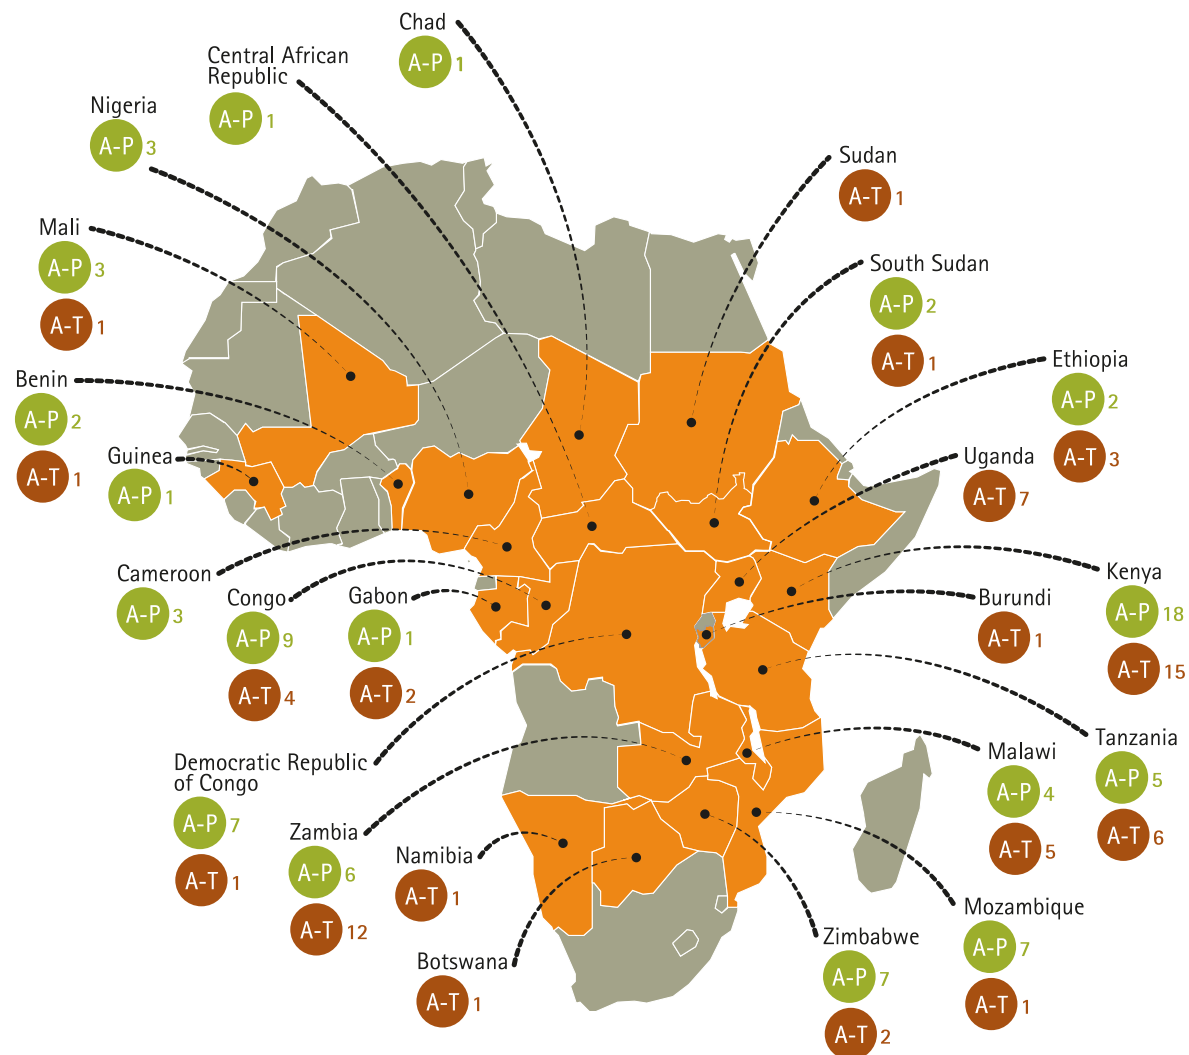 Chad
A-P 1
Central African
Republic
A-P 1
Nigeria
A-P 3
Mali
A-P 3
A-T 1
Benin
A-P 2
A-T 1
Guinea
A-P 1
Cameroon
A-P 3
Congo
A-P 9
A-T 4
Gabon
A-P 1
A-T 2
Democratic Republic
of Congo
A-P 7
A-T 1
Zambia
A-P 6
A-T 12
Namibia
A-T 1
Botswana
A-T 1
Sudan
A-T 1
South Sudan
A-P 2
A-T 1
Ethiopia
A-P 2
A-T 3
Uganda
A-T 7
Kenya
A-P 18
A-T 15
Burundi
A-T 1
Tanzania
A-P 5
A-T 6
Malawi
A-P 4
A-T 5
Mozambique
A-P 7
A-T 1
Zimbabwe
A-P 7
A-T 2